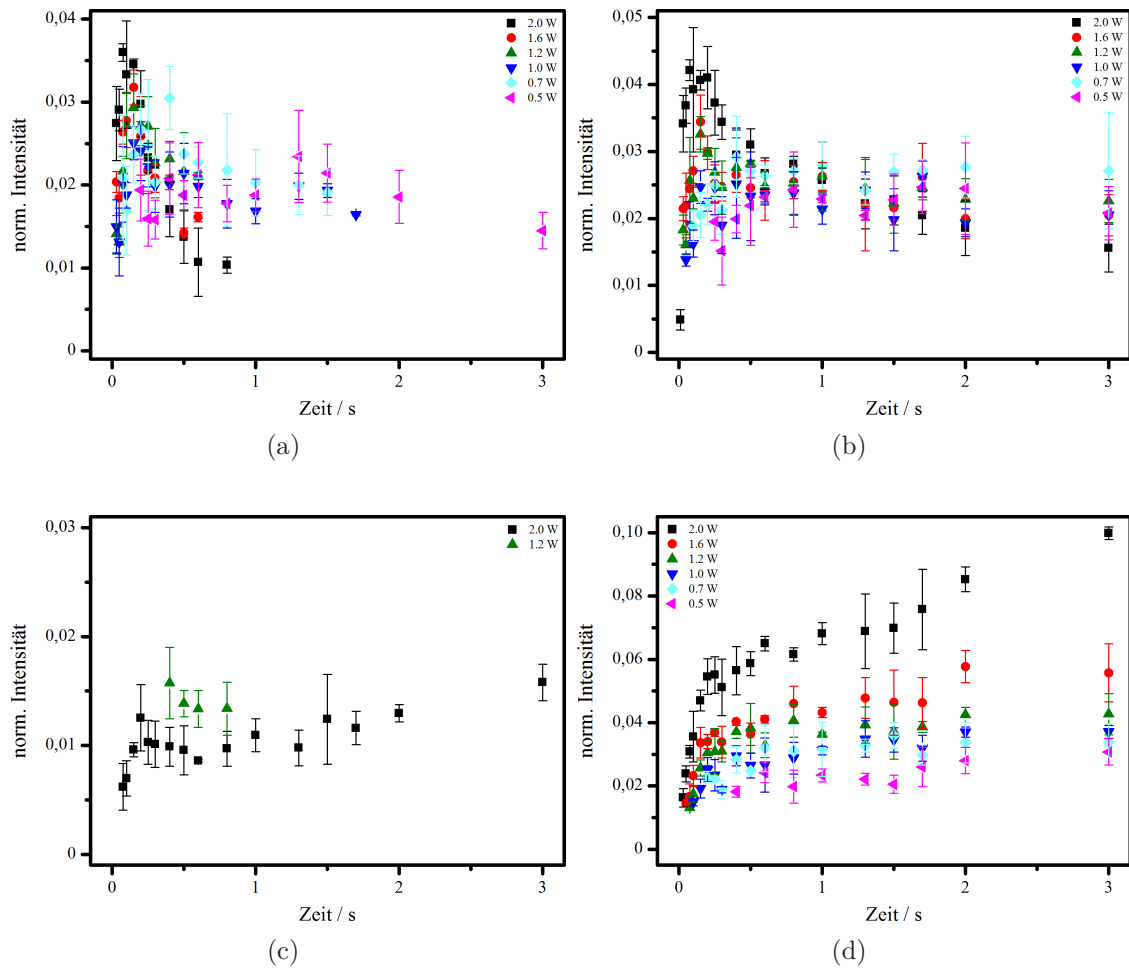 0,04
0,03
0,02
0,01
0
norm. Intensität
2.0 W
1.6 W
1.2 W
1.0 W
0.7 W
0.5 W
0
1
2
3
Zeit / s
(a)
0,05
0,04
0,03
0,02
0,01
0
norm. Intensität
2.0 W
1.6 W
1.2 W
1.0 W
0.7 W
0.5 W
0
1
2
3
Zeit / s
(b)
0,03
0,02
0,01
0
norm. Intensität
2.0 W
1.2 W
0
1
2
3
Zeit / s
(c)
0,10
0,08
0,06
0,04
0,02
0
norm. Intensität
2.0 W
1.6 W
1.2 W
1.0 W
0.7 W
0.5 W
0
1
2
3
Zeit / s
(d)